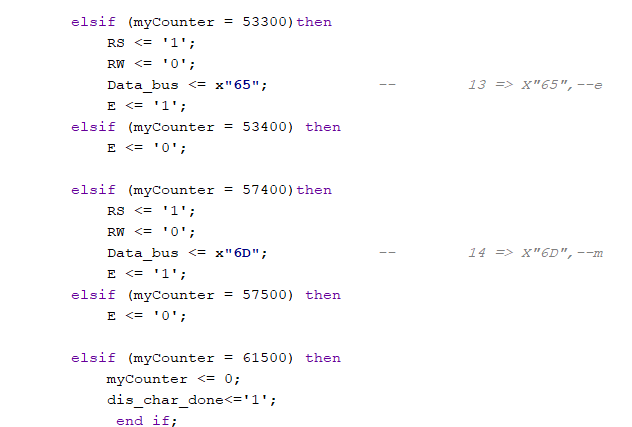 elsif (myCounter = 53300)then
RS <= '1';
RW <= '0';
Data_bus <= x"65"; -- 13 => X"65",--e
E <= '1';
elsif (myCounter = 53400) then
E <= '0';
elsif (myCounter = 57400)then
RS <= '1';
RW <= '0';
Data_bus <= x"6D"; -- 14 => X"6D",--m
E <= '1';
elsif (myCounter = 57500) then
E <= '0';
elsif (myCounter = 61500) then
myCounter <= 0;
dis_char_done<='1';
end if;